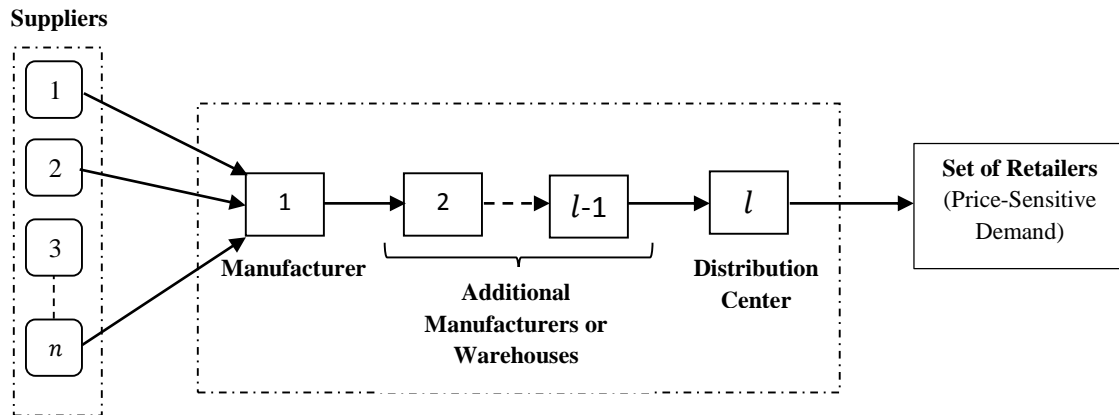 Suppliers
1
2
3
n
1
Manufacturer
2
l-1
Additional
Manufacturers or
Warehouses
l
Distribution
Center
Set of Retailers
(Price-Sensitive
Demand)